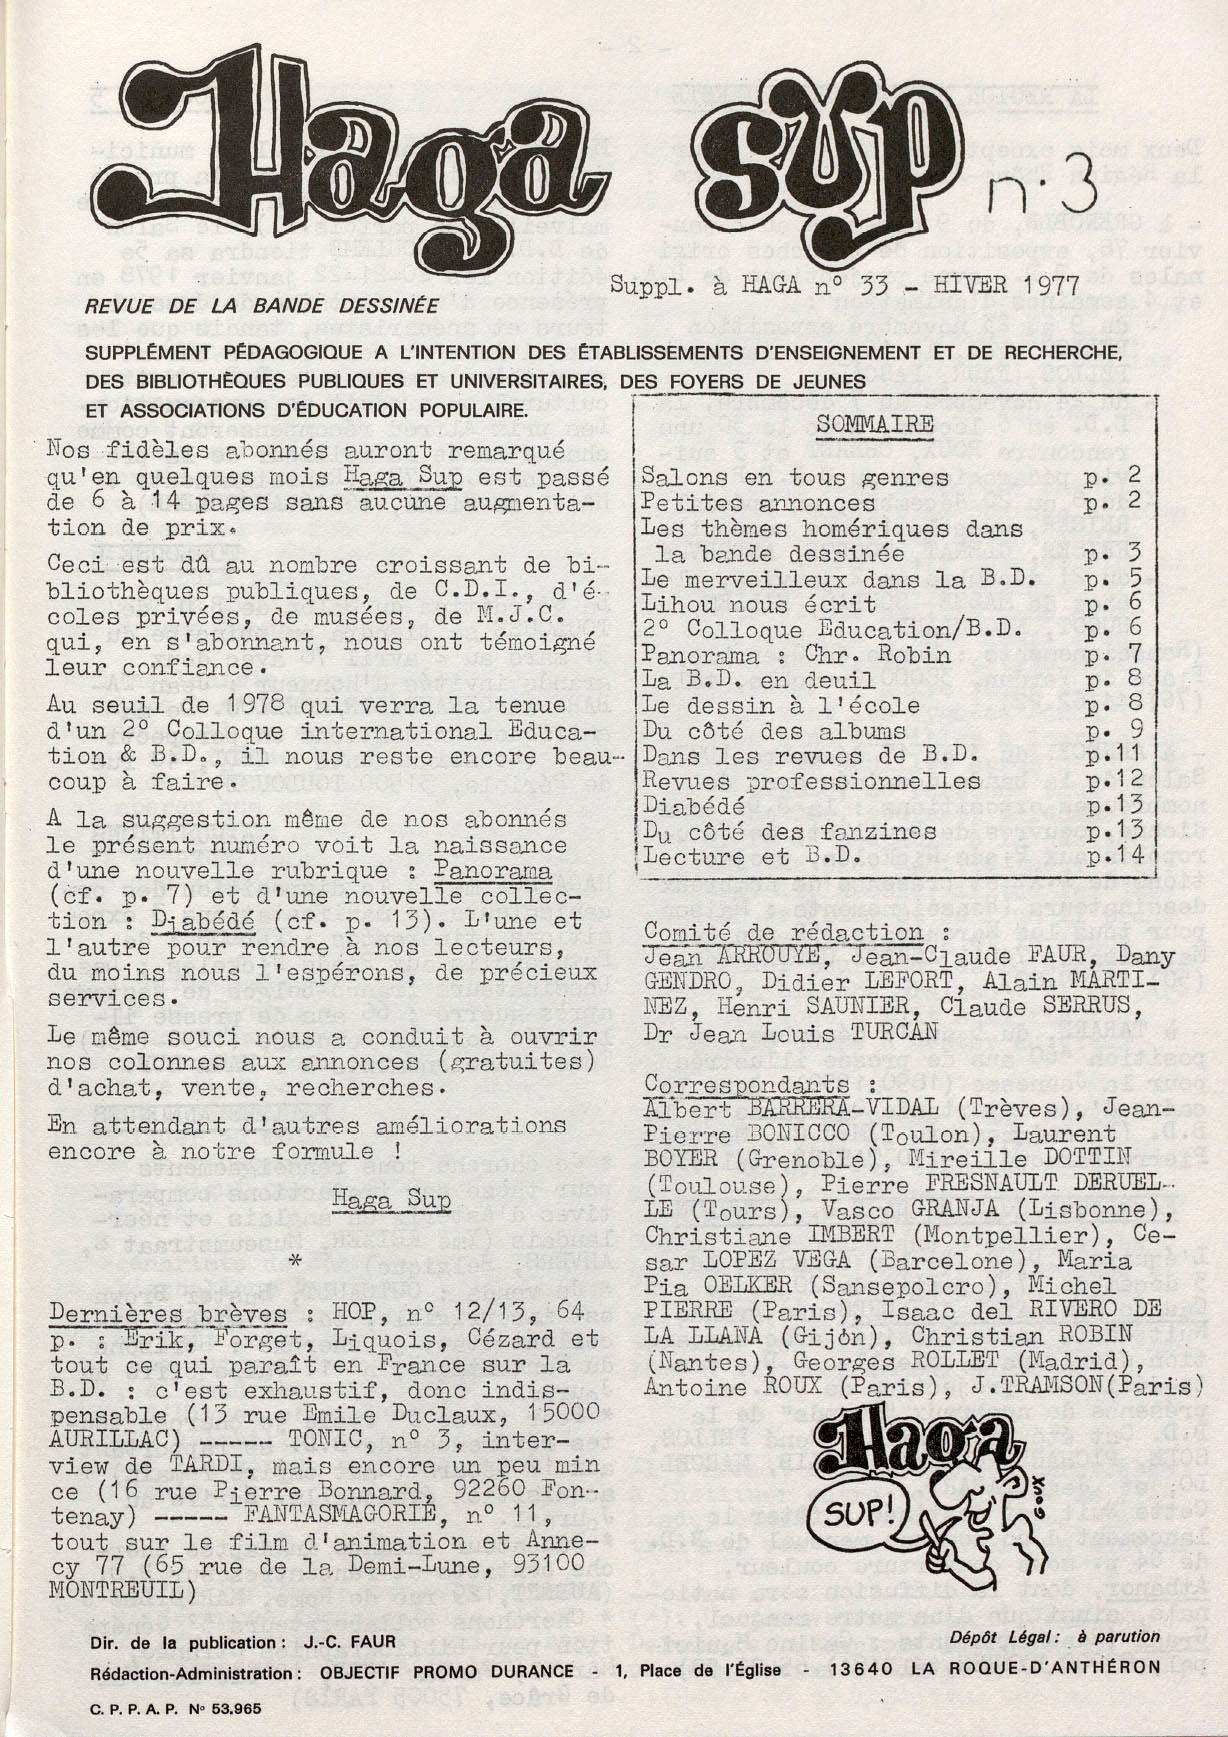 Haga sup n.3
Suppl. à HAGA n° 33 - HIVER 1977
REVUE DE LA BANDE DESSINÉE
SUPPLÉMENT PÉDAGOGIQUE A L'INTENTION DES ÉTABLISSEMENTS D'ENSEIGNEMENT ET DE RECHERCHE,
DES BIBLIOTHÈQUES PUBLIQUES ET UNIVERSITAIRES, DES FOYERS DE JEUNES
ET ASSOCIATIONS D'ÉDUCATION POPULAIRE.
Nos fidèles abonnés auront remarqué
qu'en quelques mois Haga Sup est passé
de 6 à 14 pages sans aucune augmenta-
tion de prix.
Ceci est dû au nombre croissant de bi-
bliothèques publiques, de C.D.I., d'é-
coles privées, de musées, de M.J.C.
qui, en s'abonnant, nous ont témoigné
leur confiance.
Au seuil de 1978 qui verra la tenue
d'un 2° Colloque international Educa-
tion & B.D., il nous reste encore beau-
coup à faire.
A la suggestion même de nos abonnés
le présent numéro voit la naissance
d'une nouvelle rubrique : Panorama
(cf. p. 7) et d'une nouvelle collec-
tion : Diabédé (cf. p. 13). L'une et
l'autre pour rendre à nos lecteurs,
du moins nous l'espérons, de précieux
services.
Le même souci nous a conduit à ouvrir
nos colonnes aux annonces (gratuites)
d'achat, vente, recherches.
En attendant d'autres améliorations
encore à notre formule !
Haga Sup
*
Dernières brèves : HOP, n° 12/13, 64
p. : Erik, Forget, Liquois, Cézard et
tout ce qui paraît en France sur la
B.D. : c'est exhaustif, donc indis-
pensable (13 rue Emile Duclaux, 15000
AURILLAC) ----- TONIC, n° 3, inter-
view de TARDI, mais encore un peu min
ce (16 rue Pierre Bonnard, 92260 Fon-
tenay) ----- FANTASMAGORIE, n° 11,
tout sur le film d'animation et Anne-
cy 77 (65 rue de la Demi-Lune, 93100
MONTREUIL)
SOMMAIRE
Salons en tous genres p. 2
Petites annonces p. 2
Les thèmes homériques dans
la bande dessinée p. 3
Le merveilleux dans la B.D. p. 5
Lihou nous écrit p. 6
2° Colloque Education/B.D. p. 6
Panorama : Chr. Robin p. 7
La B.D. en deuil p. 8
Le dessin à l'école p. 8
Du côté des albums p. 9
Dans les revues de B.D. p.11
Revues professionnelles p.12
Diabédé p.13
Du côté des fanzines p.13
Lecture et B.D. p.14
Comité de rédaction :
Jean ARROUYE, Jean-Claude FAUR, Dany
GENDRO, Didier LEFORT, Alain MARTI-
NEZ, Henri SAUNIER, Claude SERRUS,
Dr Jean Louis TURCAN
Correspondants :
Albert BARRERA-VIDAL (Trèves), Jean-
Pierre BONICCO (Toulon), Laurent
BOYER (Grenoble), Mireille DOTTIN
(Toulouse), Pierre FRESNAULT DERUEL-
LE (Tours), Vasco GRANJA (Lisbonne),
Christiane IMBERT (Montpellier), Ce-
sar LOPEZ VEGA (Barcelone), Maria
Pia OELKER (Sansepolcro), Michel
PIERRE (Paris), Isaac del RIVERO DE
LA LLANA (Gijón), Christian ROBIN
(Nantes), Georges ROLLET (Madrid),
Antoine ROUX (Paris), J.TRAMSON(Paris)
Haga
SUP!
GOUX
Dir. de la publication : J.-C. FAUR
Dépôt Légal : à parution
Rédaction-Administration : OBJECTIF PROMO DURANCE - 1, Place de l'Église - 13640 LA ROQUE-D'ANTHÉRON
C. P. P. A. P. N° 53.965